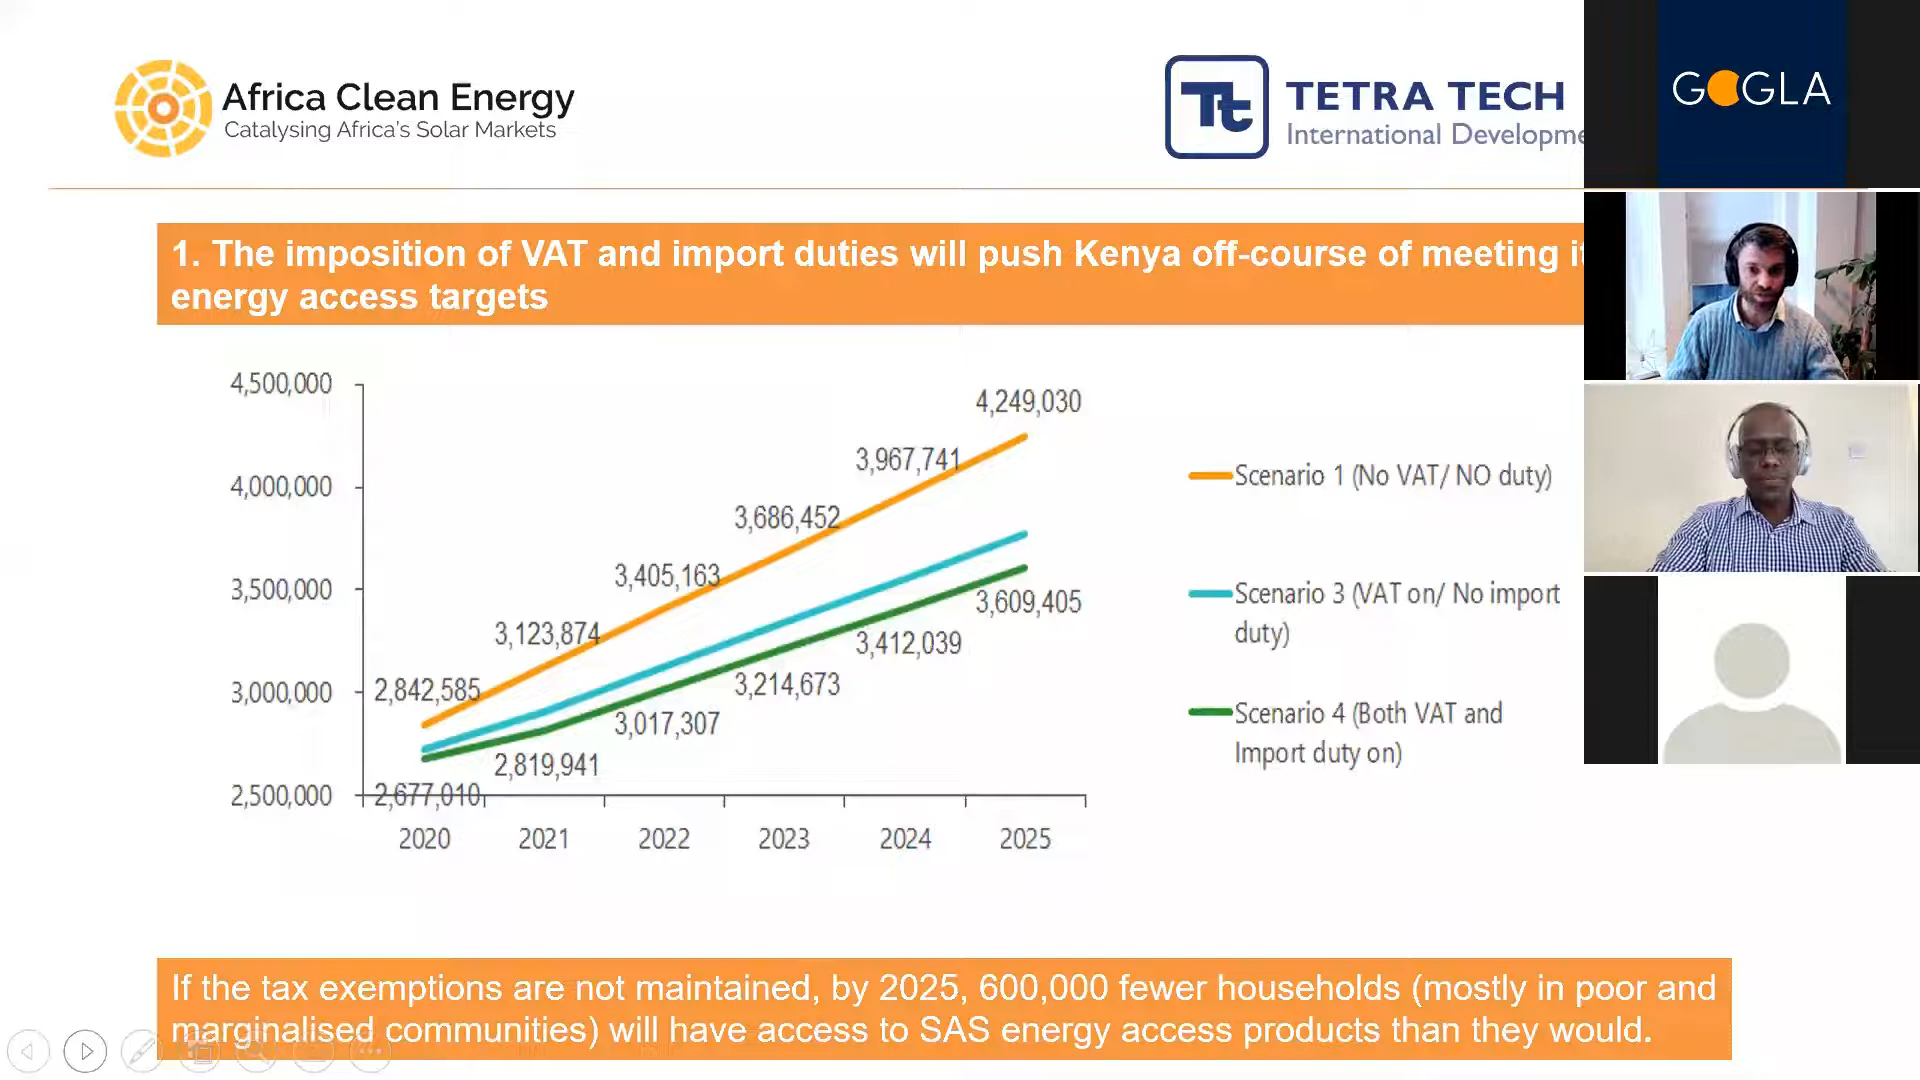 Africa Clean Energy
Catalysing Africa's Solar Markets
TETRA TECH
International Developme
GOGLA
1. The imposition of VAT and import duties will push Kenya off-course of meeting it
energy access targets
4,500,000
4,000,000
3,500,000
3,000,000
2,500,000
4,249,030
3,967,741
3,686,452
3,405,163
3,123,874
2,842,585
3,609,405
3,412,039
3,214,673
3,017,307
2,819,941
2,677,010
2020 2021 2022 2023 2024 2025
Scenario 1 (No VAT/ NO duty)
Scenario 3 (VAT on/ No import
duty)
Scenario 4 (Both VAT and
Import duty on)
If the tax exemptions are not maintained, by 2025, 600,000 fewer households (mostly in poor and
marginalised communities) will have access to SAS energy access products than they would.